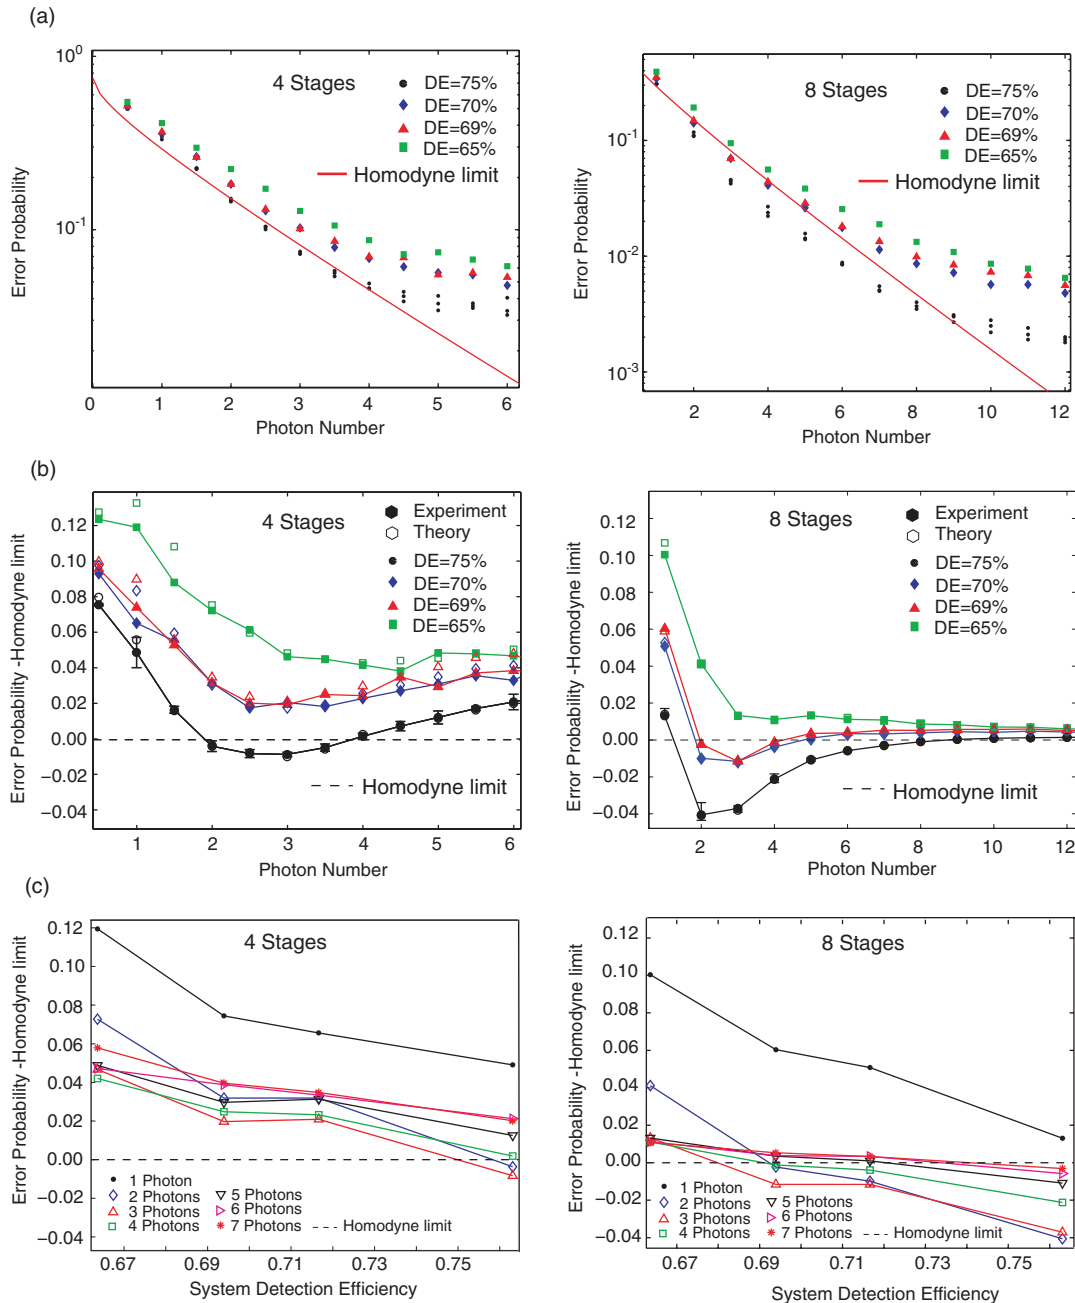 (a)
10^0
10^-1
Error Probability
4 Stages
DE=75%
DE=70%
DE=69%
DE=65%
Homodyne limit
0 1 2 3 4 5 6
Photon Number
10^-1
10^-2
10^-3
Error Probability
8 Stages
DE=75%
DE=70%
DE=69%
DE=65%
Homodyne limit
2 4 6 8 10 12
Photon Number
(b)
0.12
0.10
0.08
0.06
0.04
0.02
0.00
−0.02
−0.04
Error Probability -Homodyne limit
4 Stages
Experiment
Theory
DE=75%
DE=70%
DE=69%
DE=65%
Homodyne limit
1 2 3 4 5 6
Photon Number
0.12
0.10
0.08
0.06
0.04
0.02
0.00
−0.02
−0.04
Error Probability -Homodyne limit
8 Stages
Experiment
Theory
DE=75%
DE=70%
DE=69%
DE=65%
Homodyne limit
2 4 6 8 10 12
Photon Number
(c)
0.12
0.10
0.08
0.06
0.04
0.02
0.00
−0.02
−0.04
Error Probability -Homodyne limit
4 Stages
1 Photon
2 Photons
3 Photons
4 Photons
5 Photons
6 Photons
7 Photons
Homodyne limit
0.67 0.69 0.71 0.73 0.75
System Detection Efficiency
0.12
0.10
0.08
0.06
0.04
0.02
0.00
−0.02
−0.04
Error Probability -Homodyne limit
8 Stages
1 Photon
2 Photons
3 Photons
4 Photons
5 Photons
6 Photons
7 Photons
Homodyne limit
0.67 0.69 0.71 0.73 0.75
System Detection Efficiency